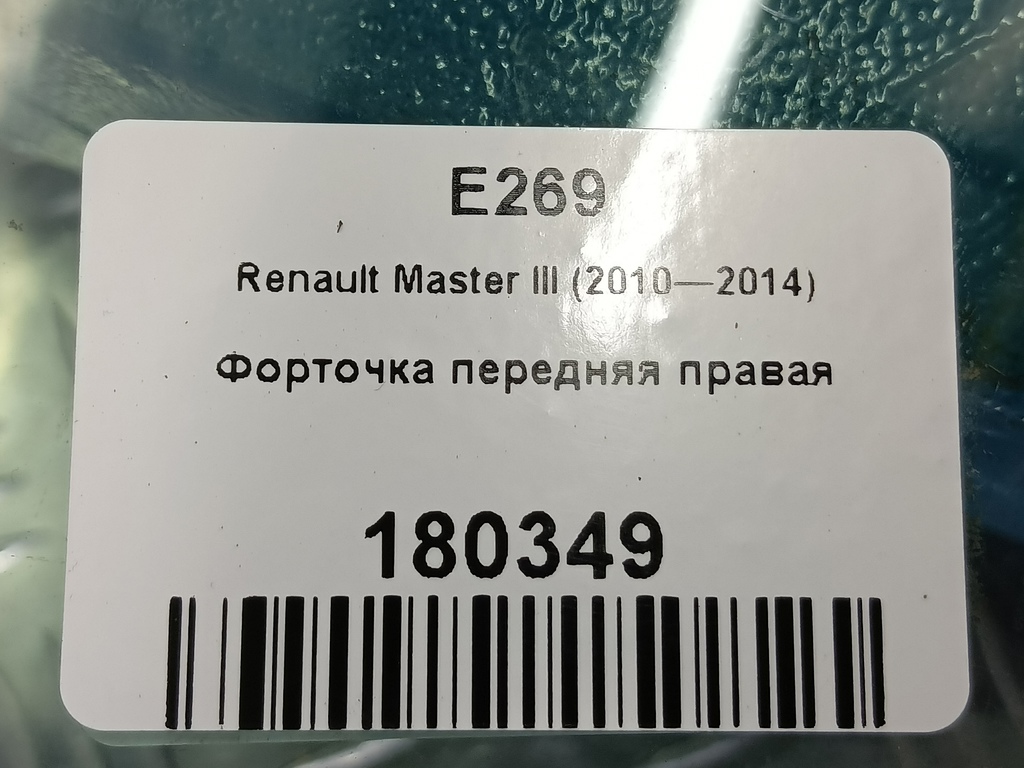 E269
Renault Master III (2010—2014)
Форточка передняя правая
180349